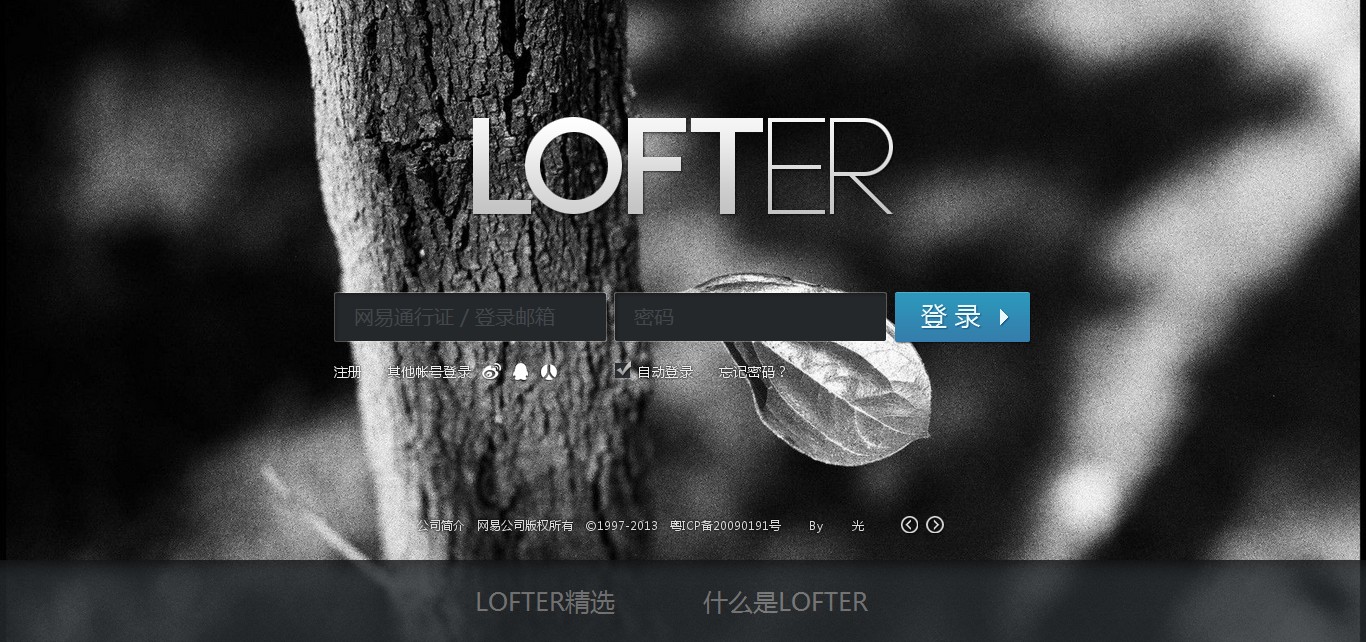 LOFTER
网易通行证 / 登录邮箱 密码 登录
注册 其他帐号登录 自动登录 忘记密码？
公司简介 网易公司版权所有 ©1997-2013 粤ICP备20090191号 By 光
LOFTER精选 什么是LOFTER